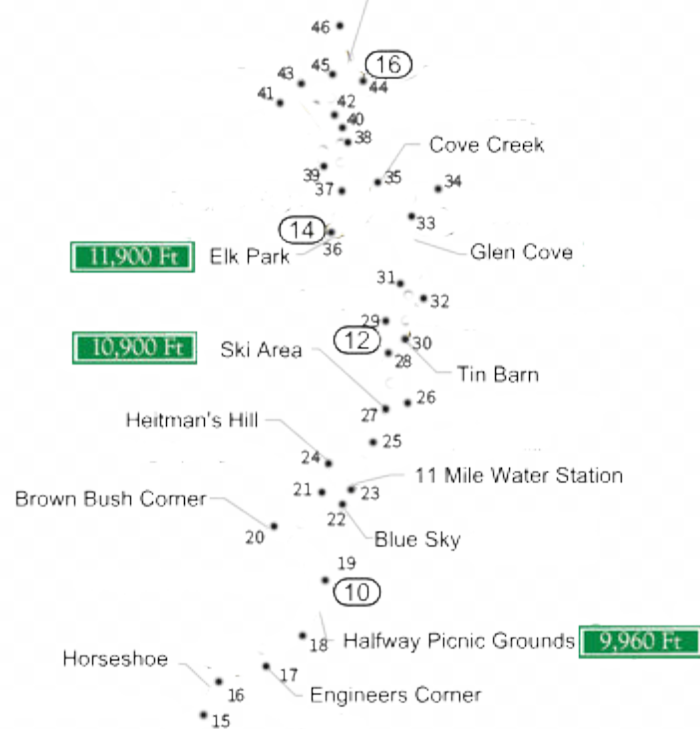 46
16
45
43
44
41
42
40
38
Cove Creek
39
35
34
37
33
14
36
11,900 Ft
Elk Park
Glen Cove
31
32
29
12
30
10,900 Ft
Ski Area
28
Tin Barn
26
27
Heitman's Hill
25
24
11 Mile Water Station
21
23
Brown Bush Corner
22
20
Blue Sky
19
10
18
Halfway Picnic Grounds
9,960 Ft
Horseshoe
17
16
Engineers Corner
15